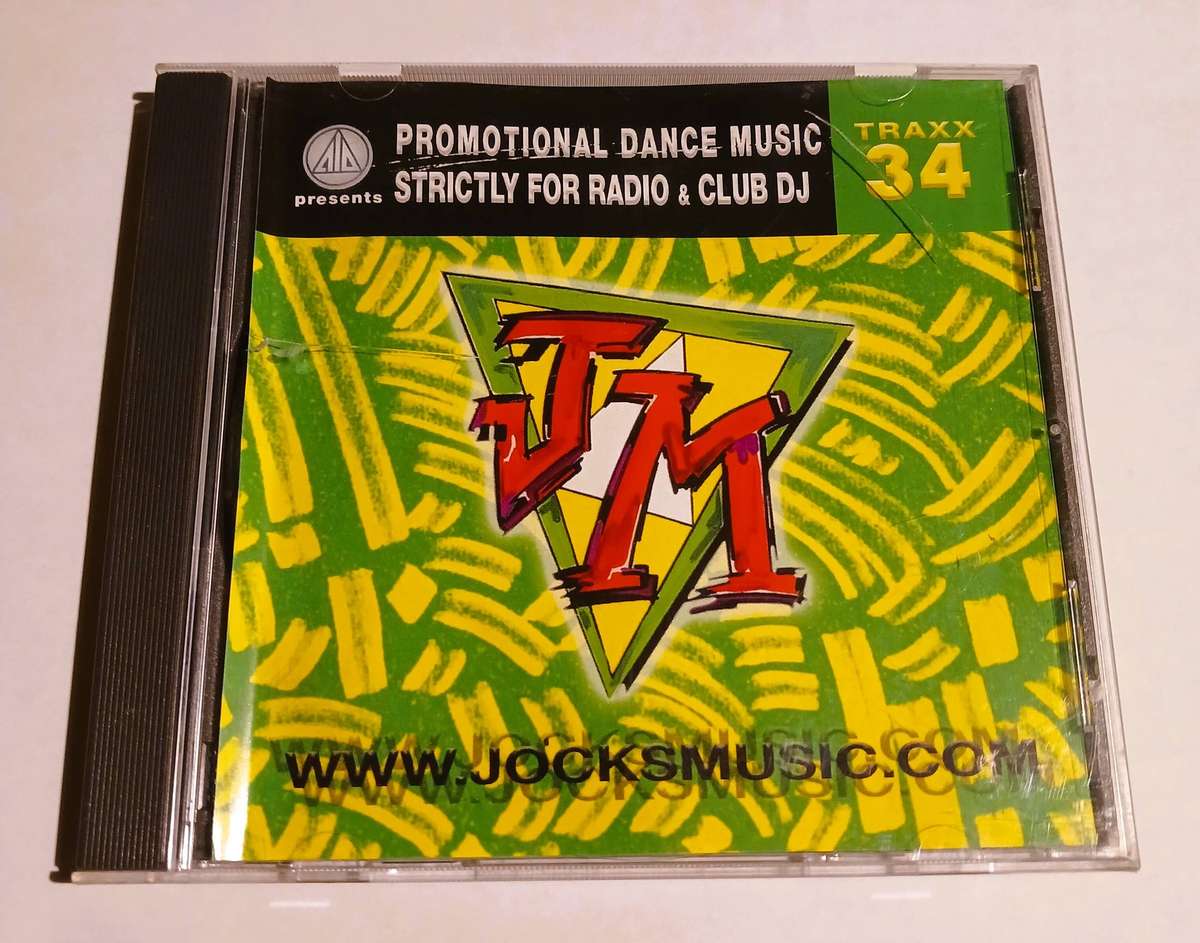 PROMOTIONAL DANCE MUSIC
presents STRICTLY FOR RADIO & CLUB DJ
TRAXX
34
JM
WWW.JOCKSMUSIC.COM